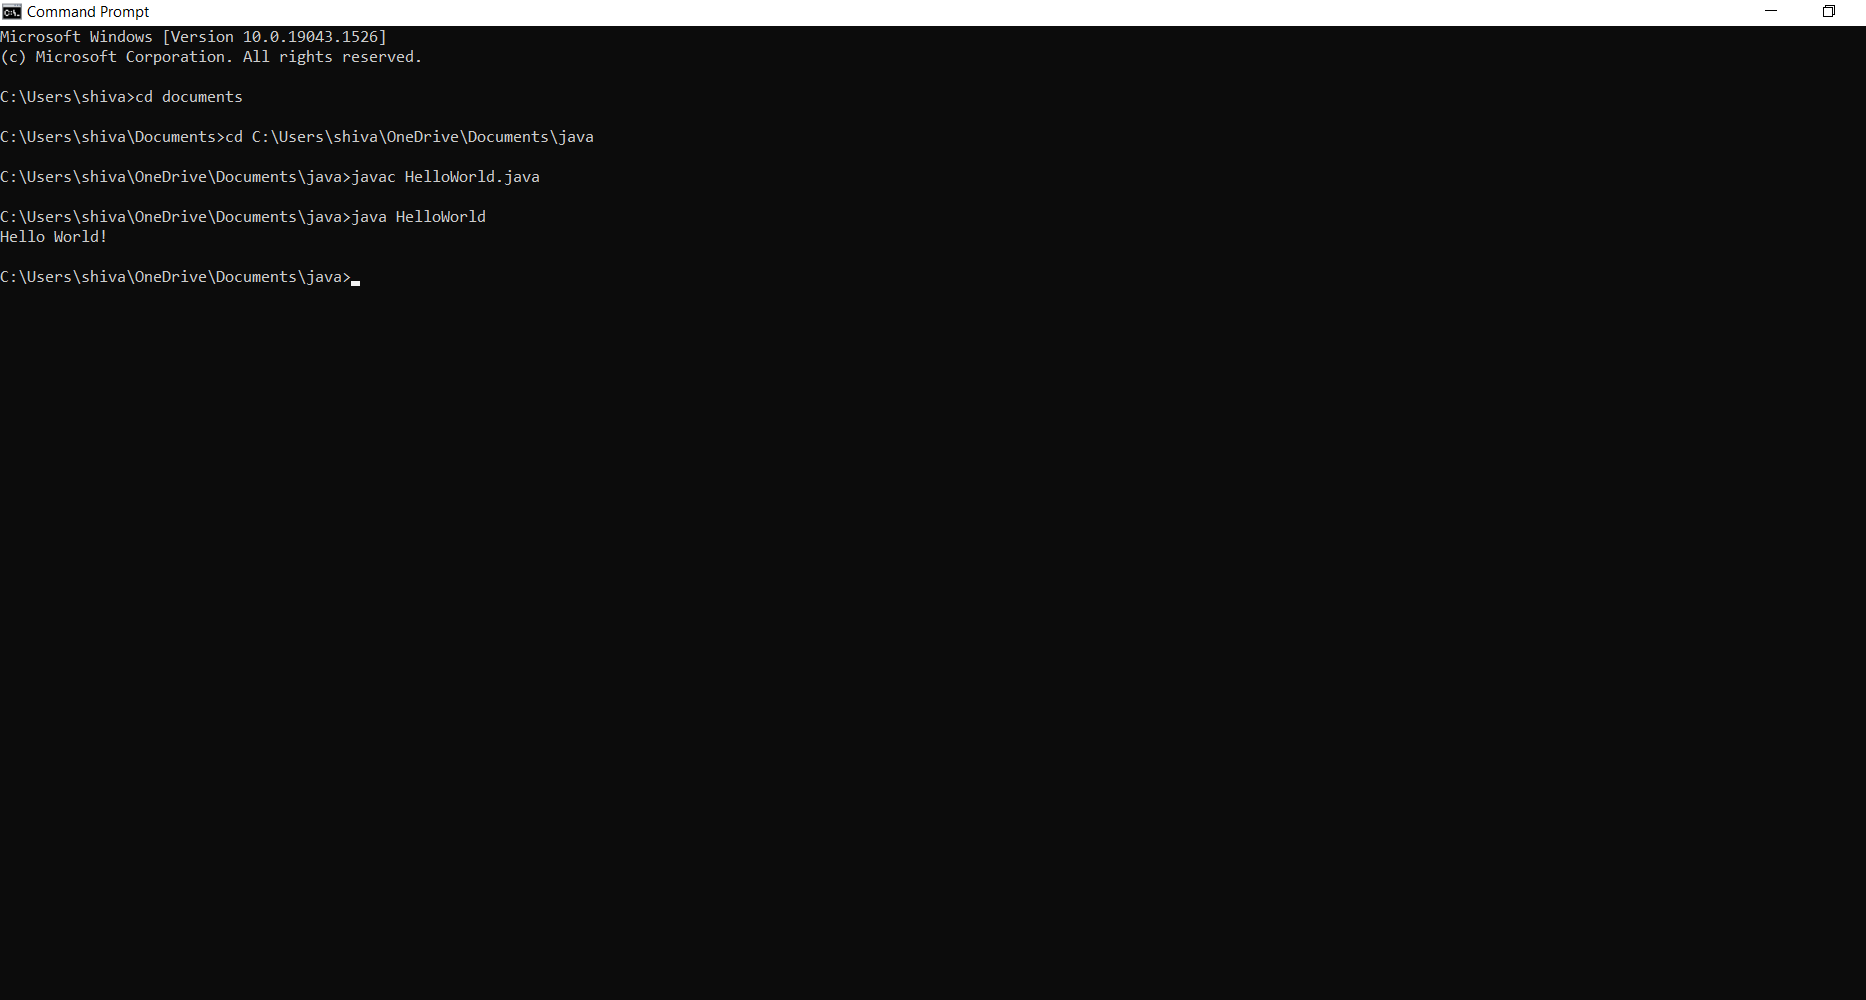 Command Prompt
Microsoft Windows [Version 10.0.19043.1526]
(c) Microsoft Corporation. All rights reserved.
C:\Users\shiva>cd documents
C:\Users\shiva\Documents>cd C:\Users\shiva\OneDrive\Documents\java
C:\Users\shiva\OneDrive\Documents\java>javac HelloWorld.java
C:\Users\shiva\OneDrive\Documents\java>java HelloWorld
Hello World!
C:\Users\shiva\OneDrive\Documents\java>